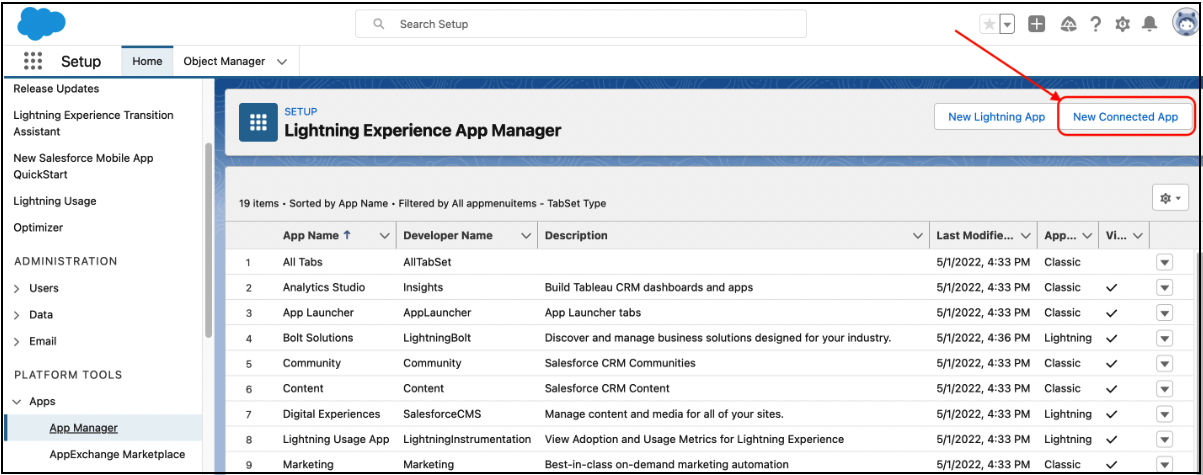 Search Setup
Setup Home Object Manager
Release Updates
Lightning Experience Transition
Assistant
New Salesforce Mobile App
QuickStart
Lightning Usage
Optimizer
ADMINISTRATION
Users
Data
Email
PLATFORM TOOLS
Apps
App Manager
AppExchange Marketplace
SETUP
Lightning Experience App Manager
New Lightning App New Connected App
19 items • Sorted by App Name • Filtered by All appmenuitems - TabSet Type
App Name Developer Name Description Last Modifie... App... Vi...
1 All Tabs AllTabSet 5/1/2022, 4:33 PM Classic
2 Analytics Studio Insights Build Tableau CRM dashboards and apps 5/1/2022, 4:33 PM Classic
3 App Launcher AppLauncher App Launcher tabs 5/1/2022, 4:33 PM Classic
4 Bolt Solutions LightningBolt Discover and manage business solutions designed for your industry. 5/1/2022, 4:36 PM Lightning
5 Community Community Salesforce CRM Communities 5/1/2022, 4:33 PM Classic
6 Content Content Salesforce CRM Content 5/1/2022, 4:33 PM Classic
7 Digital Experiences SalesforceCMS Manage content and media for all of your sites. 5/1/2022, 4:33 PM Lightning
8 Lightning Usage App LightningInstrumentation View Adoption and Usage Metrics for Lightning Experience 5/1/2022, 4:33 PM Lightning
9 Marketing Marketing Best-in-class on-demand marketing automation 5/1/2022, 4:33 PM Classic